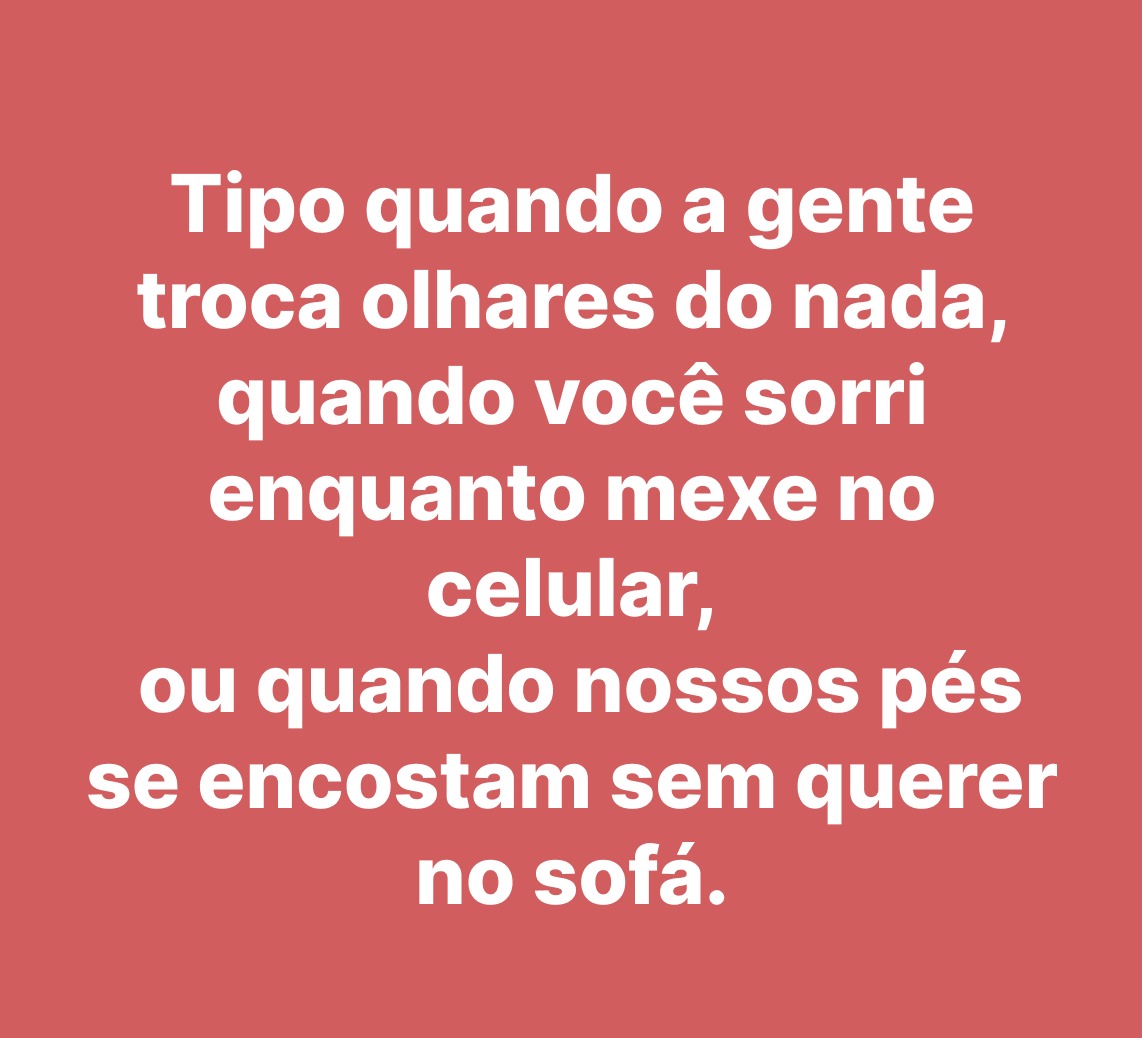 Tipo quando a gente
troca olhares do nada,
quando você sorri
enquanto mexe no
celular,
ou quando nossos pés
se encostam sem querer
no sofá.